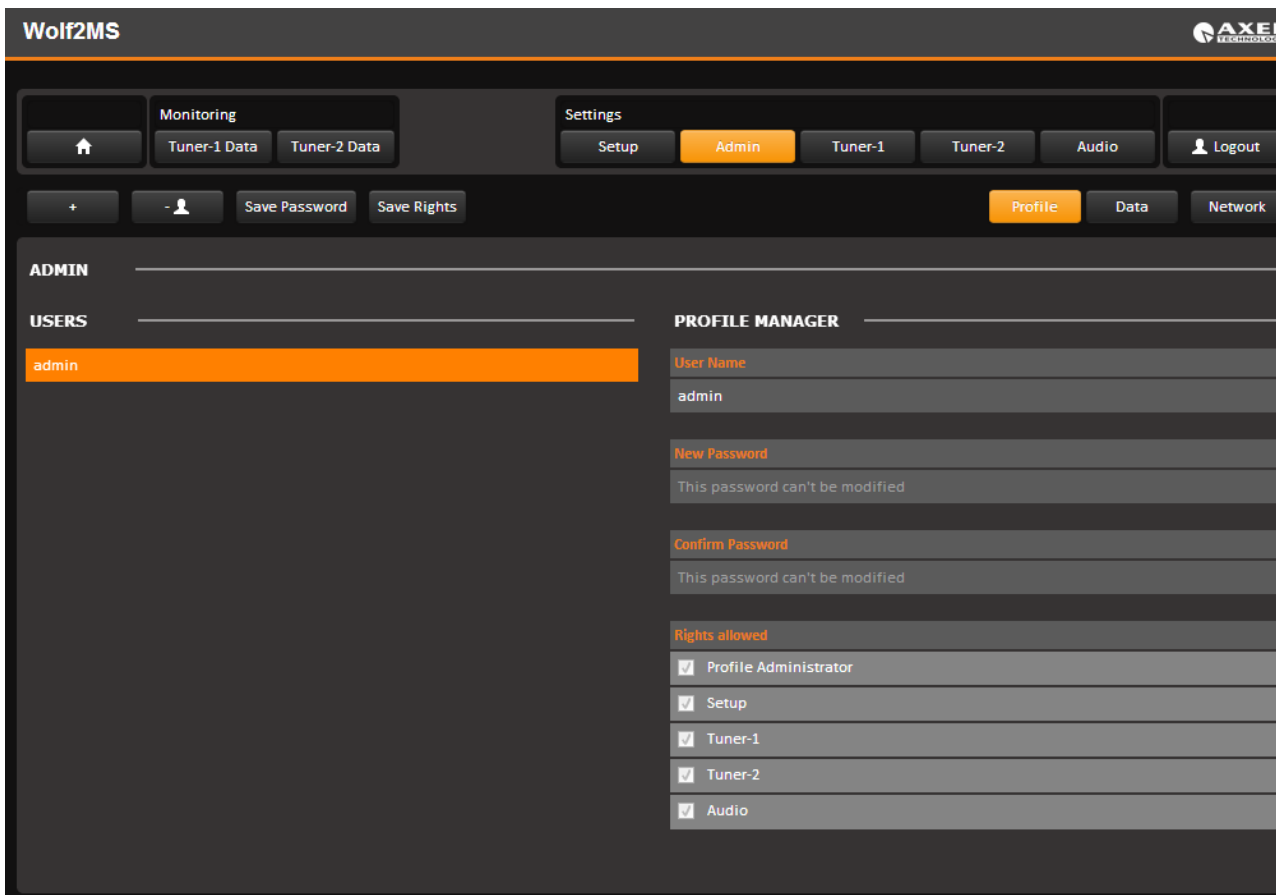 Wolf2MS
Monitoring
Settings
Tuner-1 Data Tuner-2 Data Setup Admin Tuner-1 Tuner-2 Audio Logout
+ - Save Password Save Rights Profile Data Network
ADMIN
USERS
admin
PROFILE MANAGER
User Name
admin
New Password
This password can't be modified
Confirm Password
This password can't be modified
Rights allowed
Profile Administrator
Setup
Tuner-1
Tuner-2
Audio